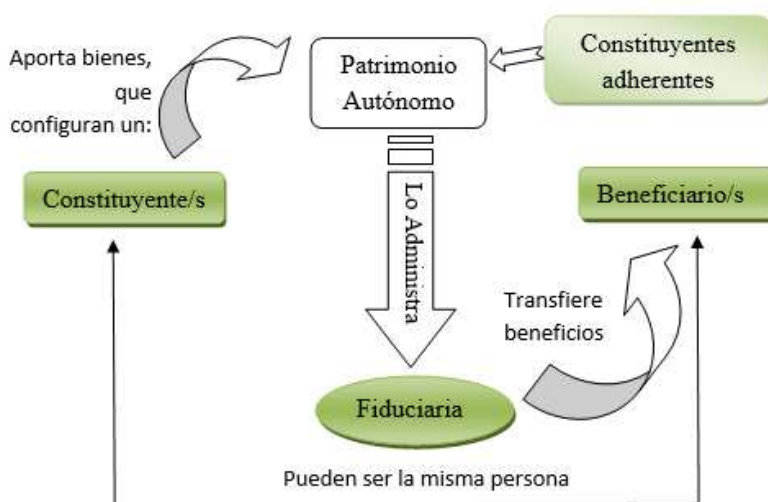 Aporta bienes,
que
configuran un:
Patrimonio
Autónomo
Constituyentes
adherentes
Constituyente/s
Lo Administra
Beneficiario/s
Transfiere
beneficios
Fiduciaria
Pueden ser la misma persona